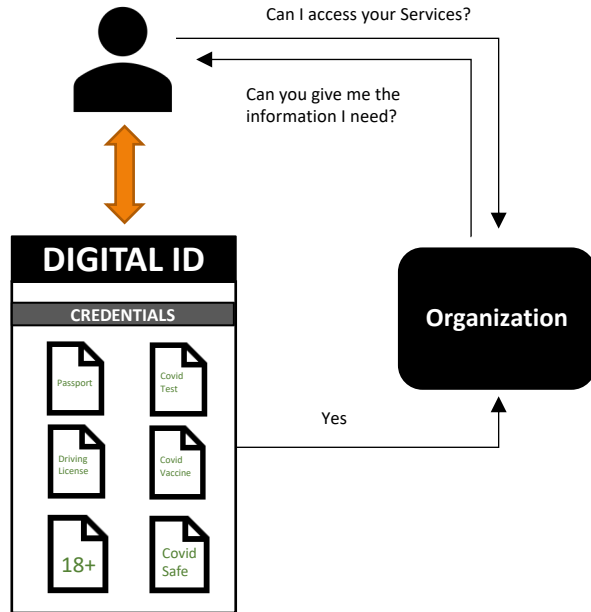 Can I access your Services?
Can you give me the
information I need?
DIGITAL ID
CREDENTIALS
Passport
Covid
Test
Driving
License
Covid
Vaccine
18+
Covid
Safe
Yes
Organization